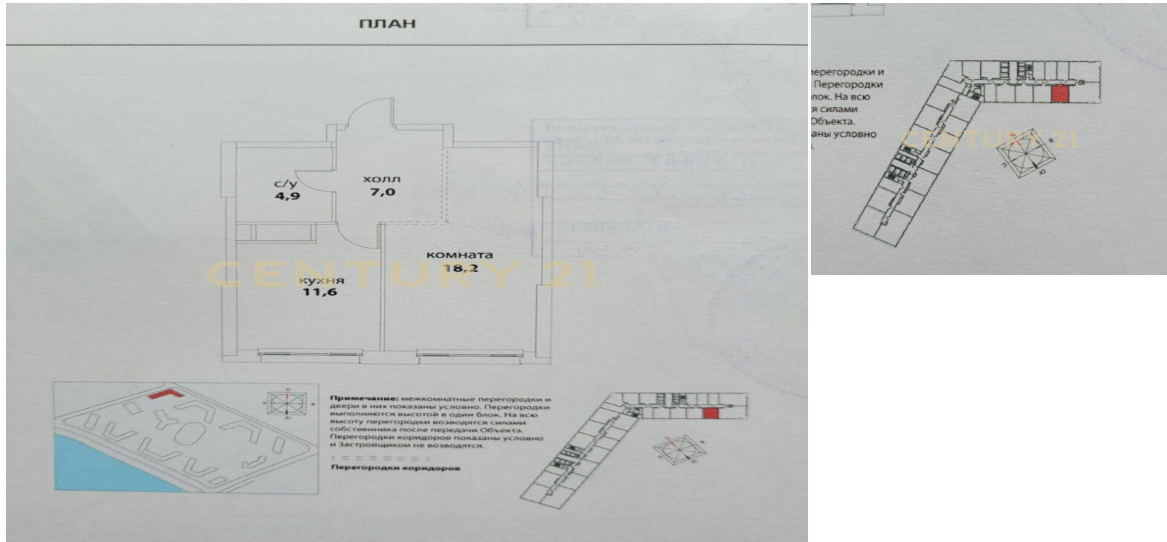 ПЛАН
с/у
4,9
холл
7,0
комната
18,2
кухня
11,6
CENTURY 21
Примечание: межкомнатные перегородки и
двери в них показаны условно. Перегородки
выполняются высотой в один блок. На всю
высоту перегородки возводятся силами
собственника после передачи Объекта.
Перегородки коридоров показаны условно
и Застройщиком не возводятся.
Перегородки коридоров
перегородки и
Перегородки
блок. На всю
я силами
Объекта.
аны условно
CENTURY 21